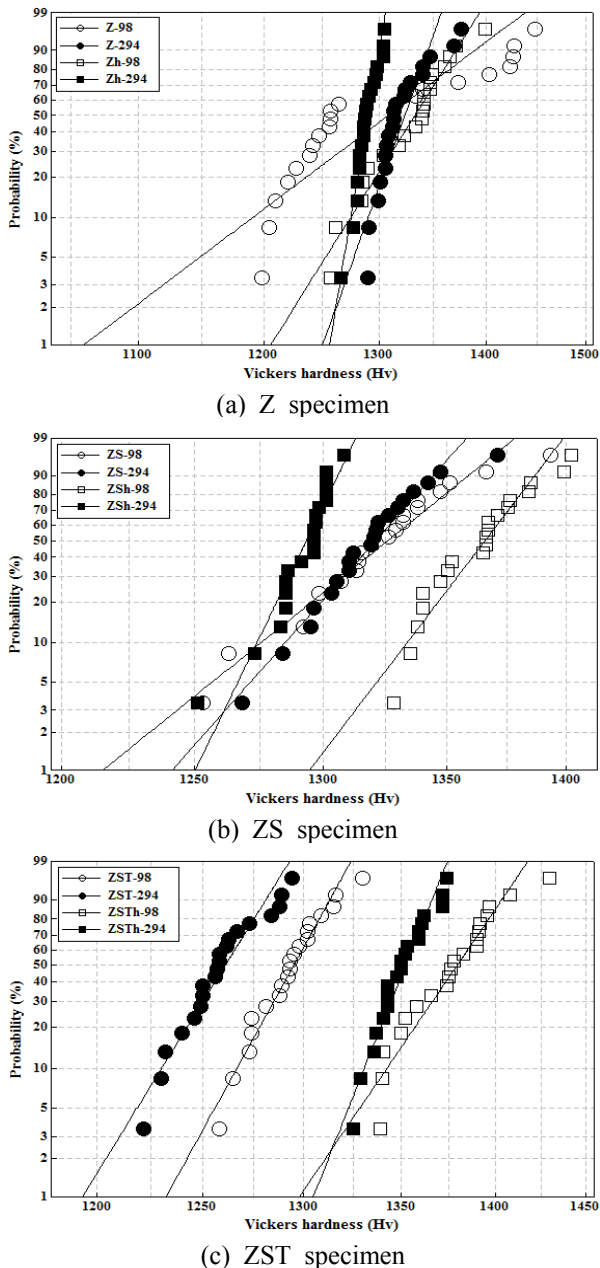 Z-98
Z-294
Zh-98
Zh-294
99
90
80
70
60
50
40
30
20
10
5
3
2
1
Probability (%)
1100
1200
1300
1400
1500
Vickers hardness (Hv)
(a) Z specimen
ZS-98
ZS-294
ZSh-98
ZSh-294
99
90
80
70
60
50
40
30
20
10
5
3
2
1
Probability (%)
1200
1250
1300
1350
1400
Vickers hardness (Hv)
(b) ZS specimen
ZST-98
ZST-294
ZSTh-98
ZSTh-294
99
90
80
70
60
50
40
30
20
10
5
3
2
1
Probability (%)
1200
1250
1300
1350
1400
1450
Vickers hardness (Hv)
(c) ZST specimen